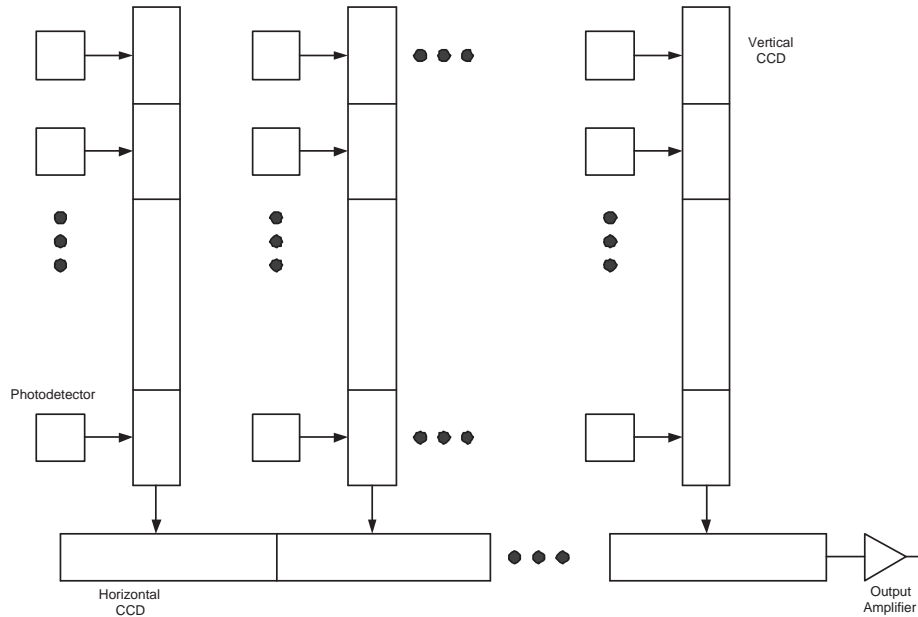 Vertical
CCD
Photodetector
Horizontal
CCD
Output
Amplifier